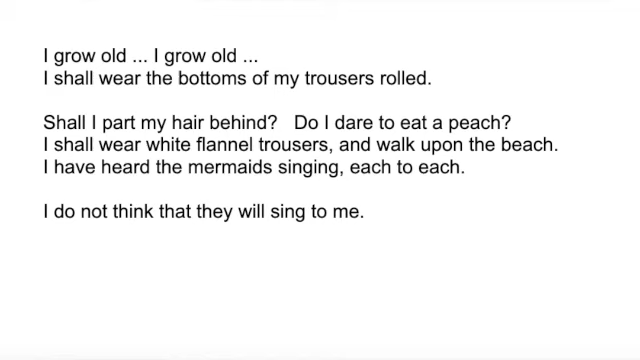 I grow old ... I grow old ...
I shall wear the bottoms of my trousers rolled.
Shall I part my hair behind?   Do I dare to eat a peach?
I shall wear white flannel trousers, and walk upon the beach.
I have heard the mermaids singing, each to each.
I do not think that they will sing to me.